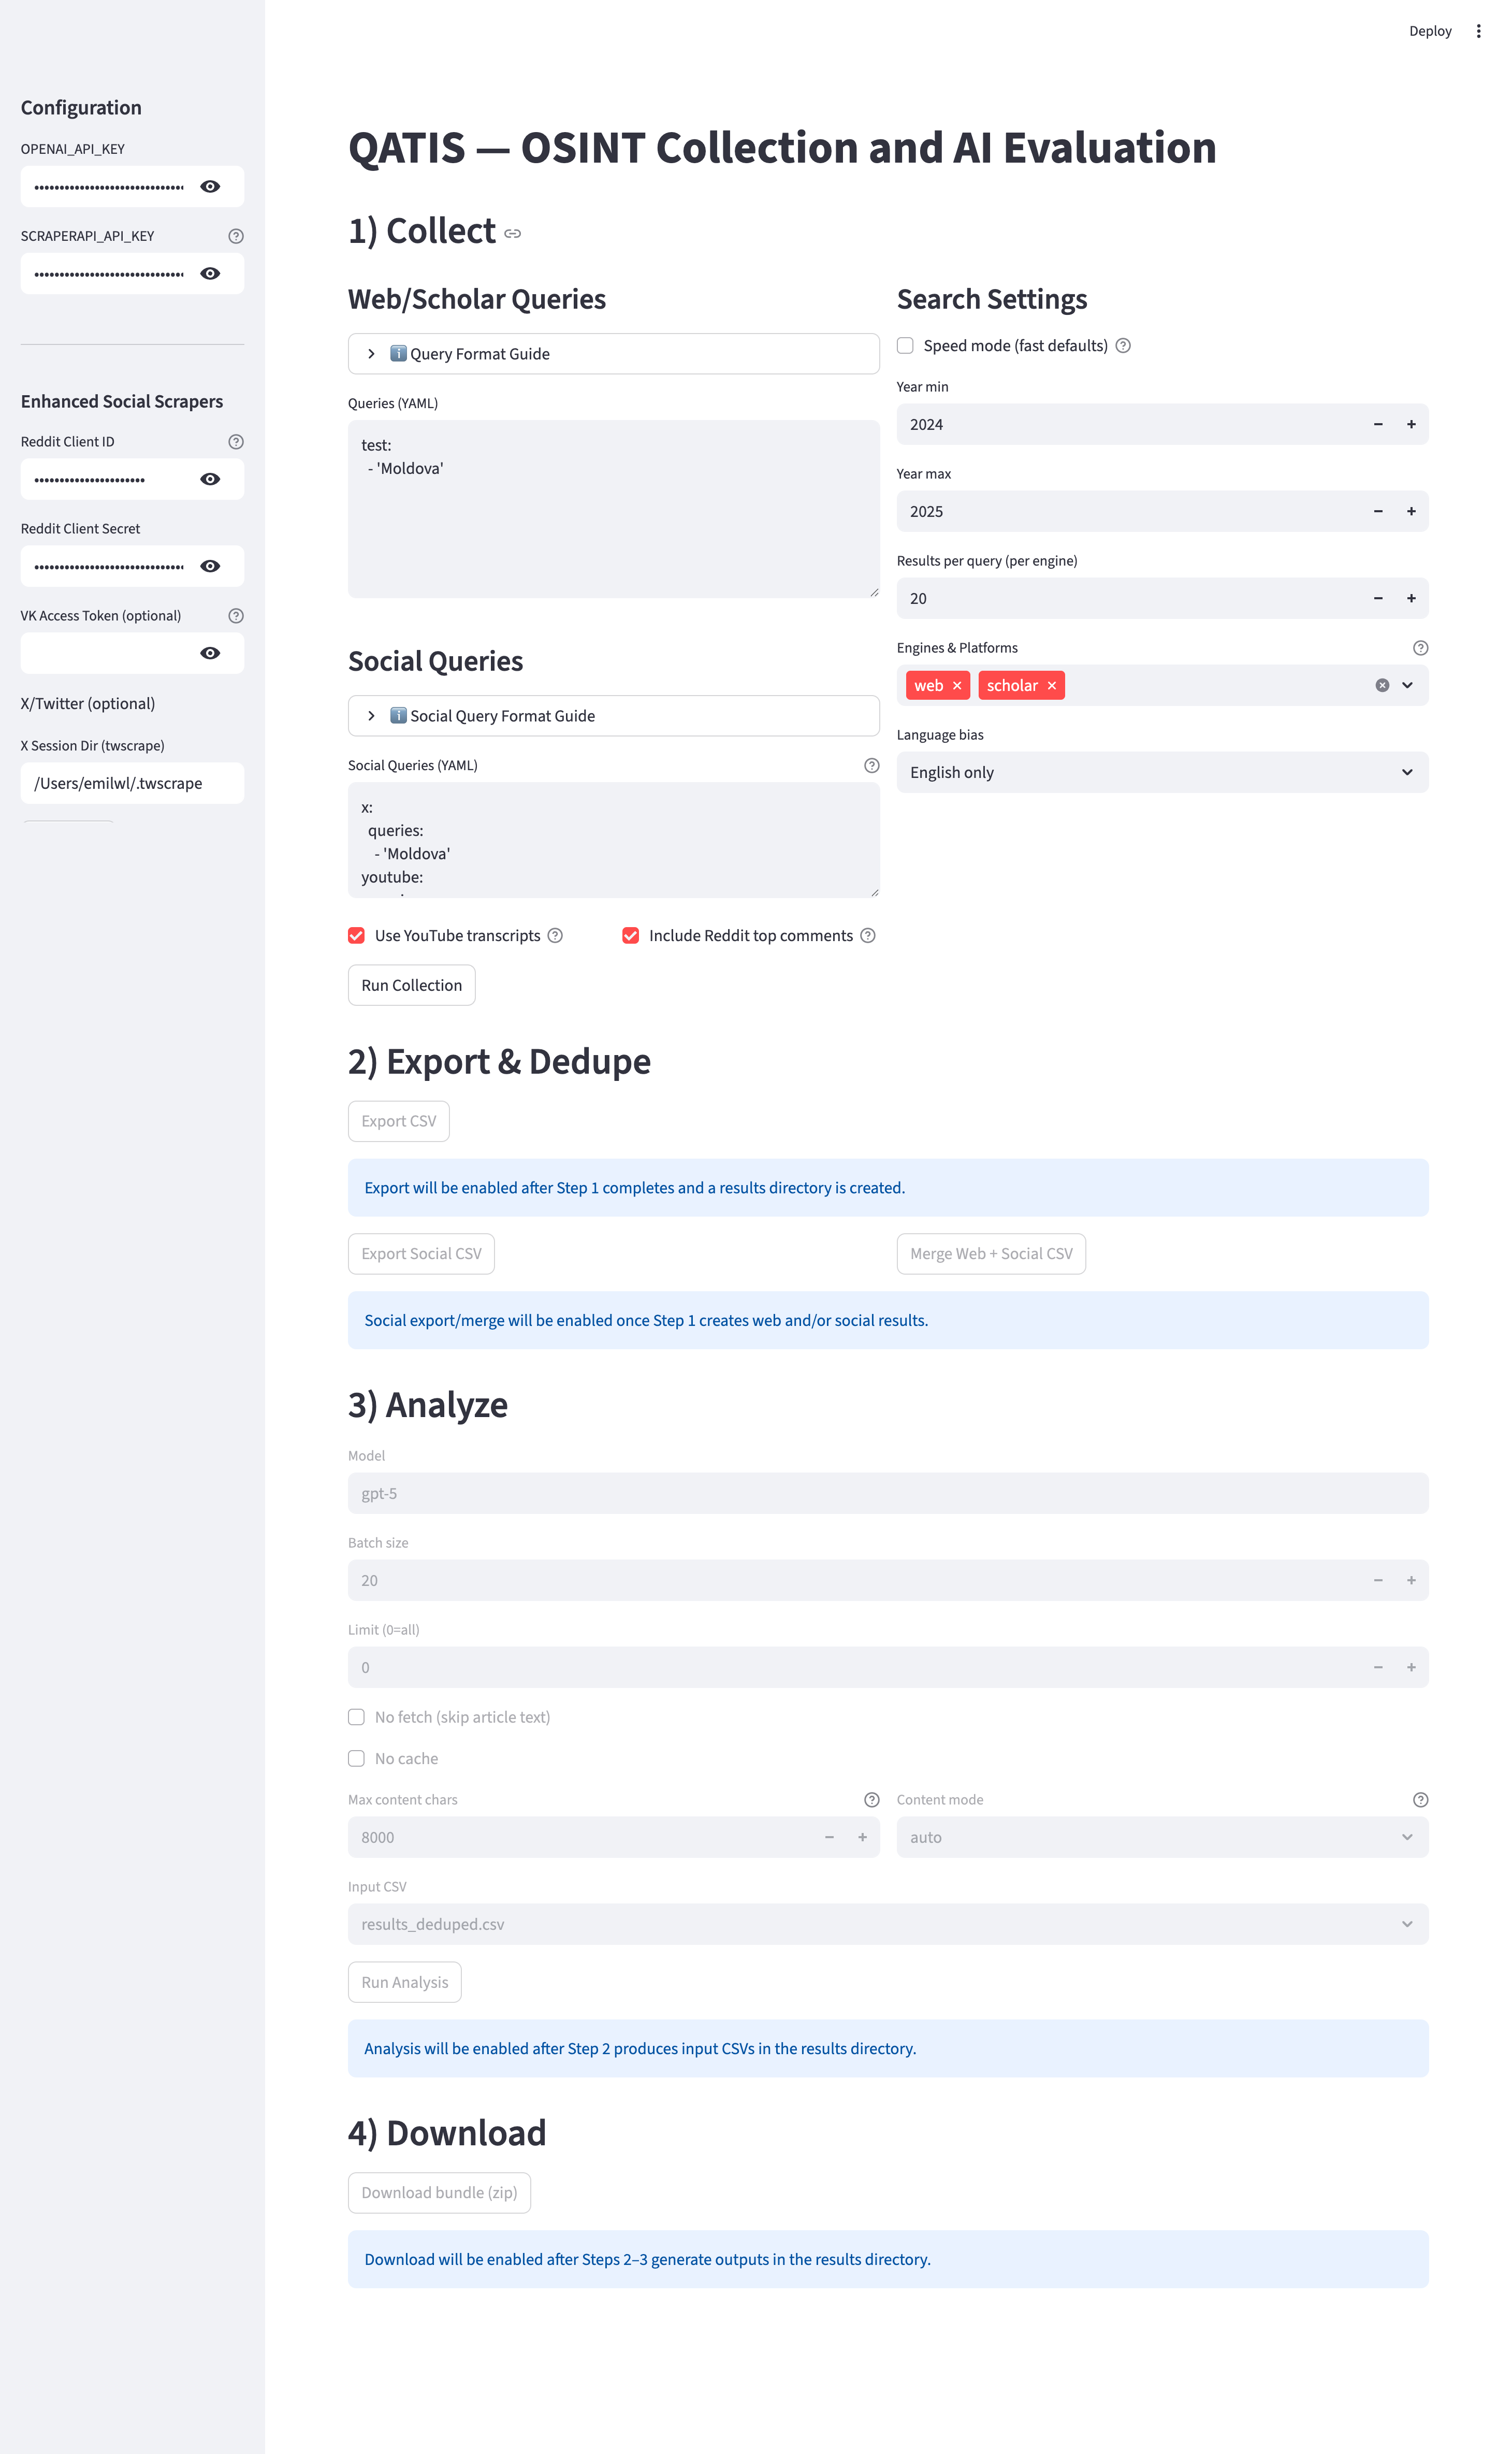 Deploy
Configuration
OPENAI_API_KEY
SCRAPERAPI_API_KEY
Enhanced Social Scrapers
Reddit Client ID
Reddit Client Secret
VK Access Token (optional)
X/Twitter (optional)
X Session Dir (twscrape)
/Users/emilwl/.twscrape
QATIS — OSINT Collection and AI Evaluation
1) Collect
Web/Scholar Queries
Query Format Guide
Queries (YAML)
test:
- 'Moldova'
Social Queries
Social Query Format Guide
Social Queries (YAML)
x:
queries:
- 'Moldova'
youtube:
Use YouTube transcripts
Include Reddit top comments
Run Collection
Search Settings
Speed mode (fast defaults)
Year min
2024
Year max
2025
Results per query (per engine)
20
Engines & Platforms
web
scholar
Language bias
English only
2) Export & Dedupe
Export CSV
Export will be enabled after Step 1 completes and a results directory is created.
Export Social CSV
Merge Web + Social CSV
Social export/merge will be enabled once Step 1 creates web and/or social results.
3) Analyze
Model
gpt-5
Batch size
20
Limit (0=all)
0
No fetch (skip article text)
No cache
Max content chars
8000
Content mode
auto
Input CSV
results_deduped.csv
Run Analysis
Analysis will be enabled after Step 2 produces input CSVs in the results directory.
4) Download
Download bundle (zip)
Download will be enabled after Steps 2–3 generate outputs in the results directory.